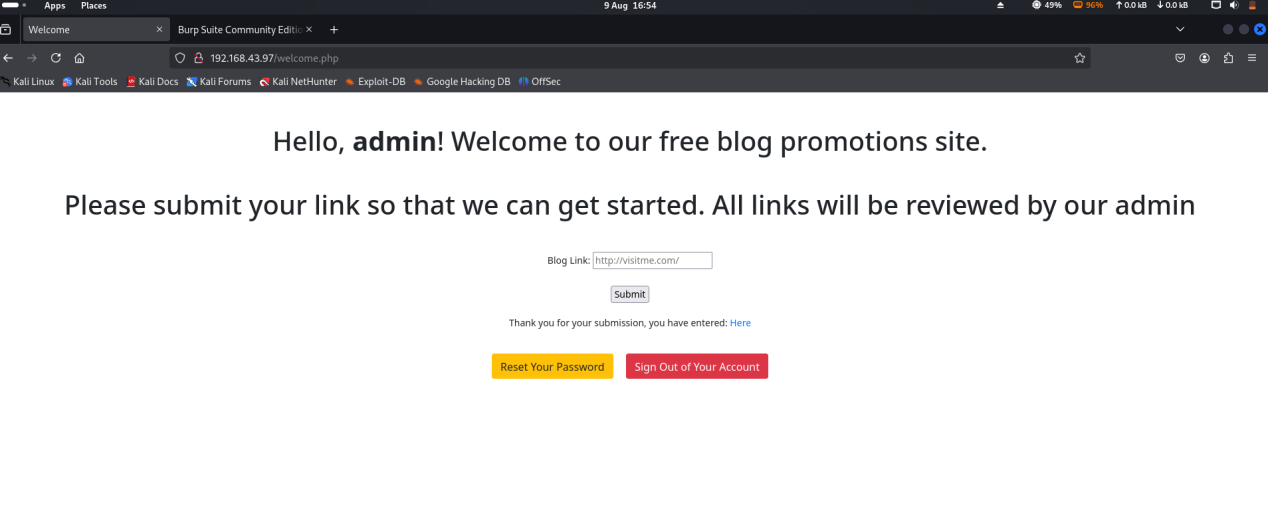 Apps Places 9 Aug 16:54 49% 96% 0.0 kB 0.0 kB
Welcome × Burp Suite Community Editio × +
192.168.43.97/welcome.php
Kali Linux Kali Tools Kali Docs Kali Forums Kali NetHunter Exploit-DB Google Hacking DB OffSec
Hello, admin! Welcome to our free blog promotions site.
Please submit your link so that we can get started. All links will be reviewed by our admin
Blog Link: http://visitme.com/
Submit
Thank you for your submission, you have entered: Here
Reset Your Password Sign Out of Your Account